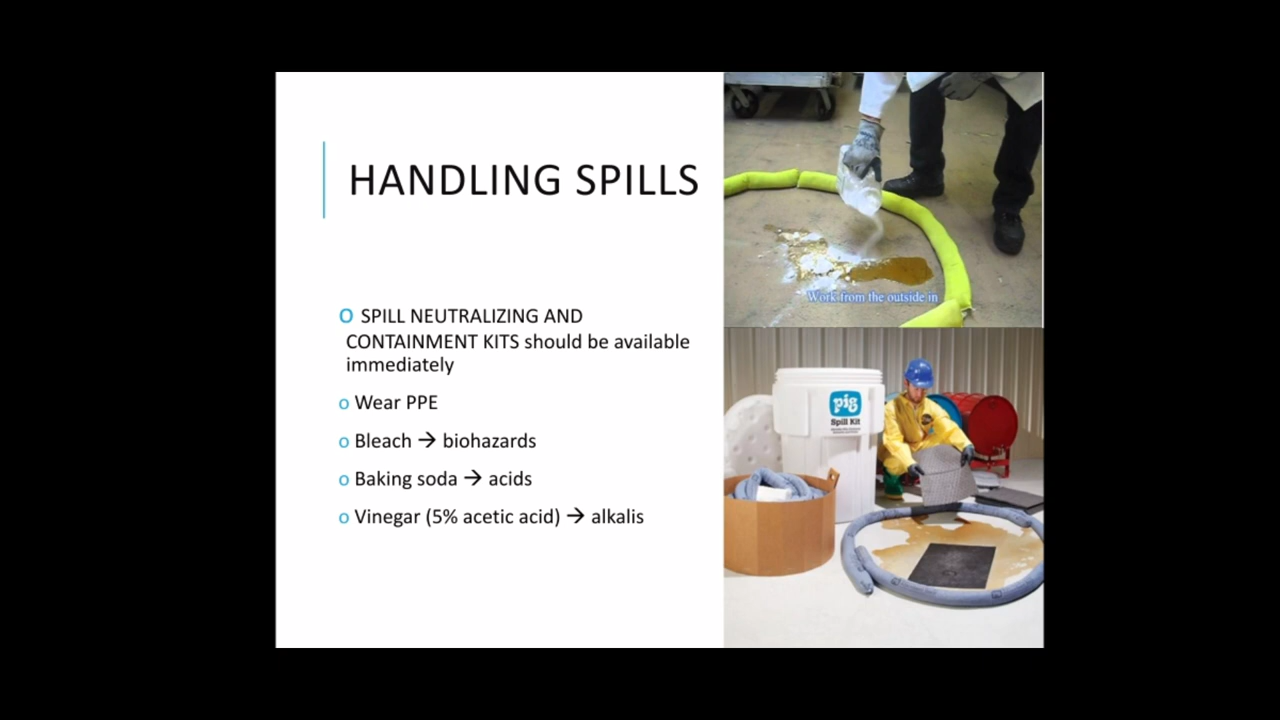 HANDLING SPILLS
O SPILL NEUTRALIZING AND
CONTAINMENT KITS should be available
immediately
o Wear PPE
o Bleach → biohazards
o Baking soda → acids
o Vinegar (5% acetic acid) → alkalis
Work from the outside in
pig
Spill Kit